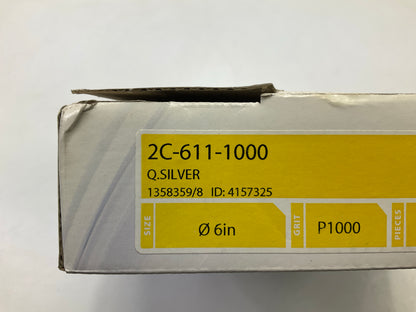 2C-611-1000
Q.SILVER
1358359/8 ID: 4157325
SIZE Ø 6in GRIT P1000 PIECES